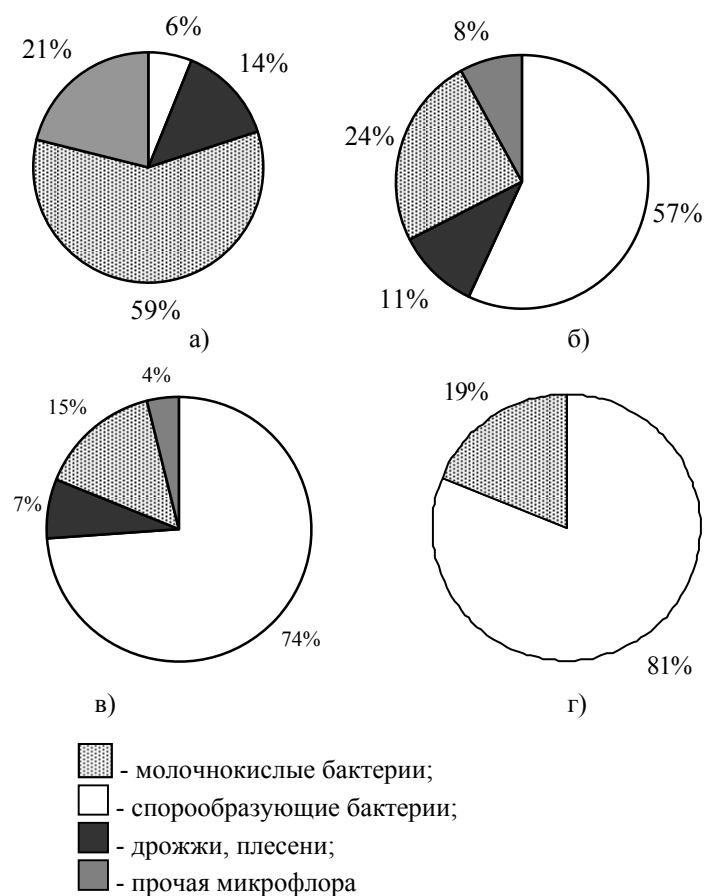 6%
21%
14%
59%
а)
8%
24%
57%
11%
б)
4%
15%
7%
74%
в)
19%
81%
г)
- молочнокислые бактерии;
- спорообразующие бактерии;
- дрожжи, плесени;
- прочая микрофлора